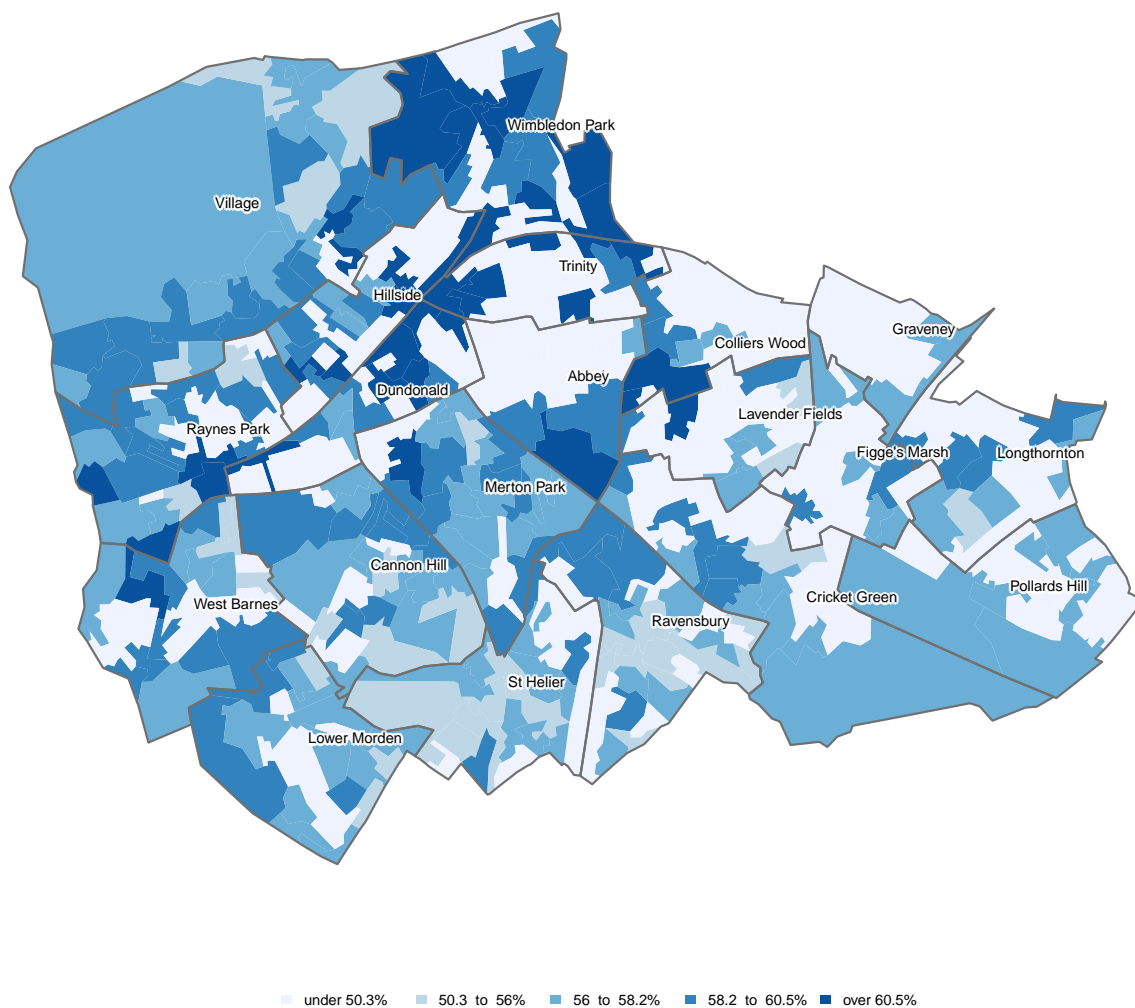 Wimbledon Park
Village
Trinity
Hillside
Graveney
Colliers Wood
Abbey
Dundonald
Lavender Fields
Raynes Park
Figge's Marsh
Longthornton
Merton Park
Cannon Hill
Pollards Hill
Cricket Green
West Barnes
Ravensbury
St Helier
Lower Morden
under 50.3% 50.3 to 56% 56 to 58.2% 58.2 to 60.5% over 60.5%